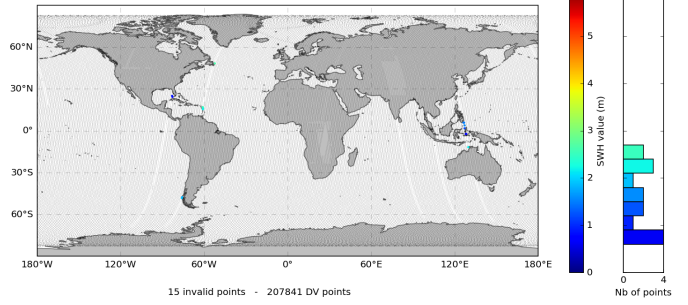 60°N
30°N
0°
30°S
60°S
180°W
120°W
60°W
0°
60°E
120°E
180°E
15 invalid points - 207841 DV points
5
4
3
2
1
0
SWH value (m)
0
4
Nb of points